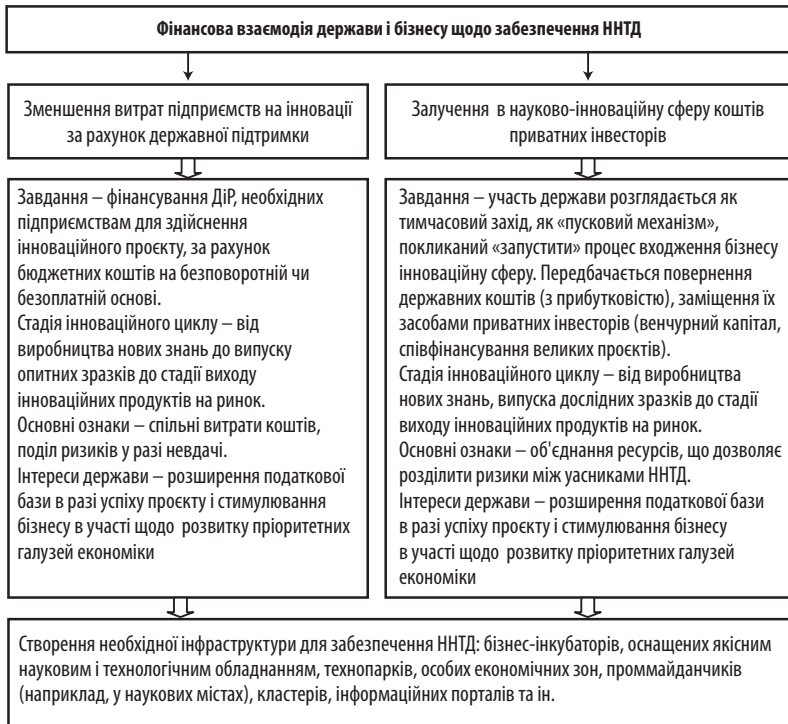 Фінансова взаємодія держави і бізнесу щодо забезпечення ННТД
Зменшення витрат підприємств на інновації
за рахунок державної підтримки
Залучення в науково-інноваційну сферу коштів
приватних інвесторів
Завдання – фінансування ДіР, необхідних
підприємствам для здійснення
інноваційного проєкту, за рахунок
бюджетних коштів на безповоротній чи
безоплатній основі.
Стадія інноваційного циклу – від
виробництва нових знань до випуску
опитних зразків до стадії виходу
інноваційних продуктів на ринок.
Основні ознаки – спільні витрати коштів,
поділ ризиків у разі невдачі.
Інтереси держави – розширення податкової
бази в разі успіху проєкту і стимулювання
бізнесу в участі щодо розвитку пріоритетних
галузей економіки
Завдання – участь держави розглядається як
тимчасовий захід, як «пусковий механізм»,
покликаний «запустити» процес входження бізнесу
інноваційну сферу. Передбачається повернення
державних коштів (з прибутковістю), заміщення їх
засобами приватних інвесторів (венчурний капітал,
співфінансування великих проєктів).
Стадія інноваційного циклу – від виробництва
нових знань, випуска дослідних зразків до стадії
виходу інноваційних продуктів на ринок.
Основні ознаки – об'єднання ресурсів, що дозволяє
розділити ризики між уасниками ННТД.
Інтереси держави – розширення податкової бази
в разі успіху проєкту і стимулювання бізнесу
в участі щодо розвитку пріоритетних галузей
економіки
Створення необхідної інфраструктури для забезпечення ННТД: бізнес-інкубаторів, оснащених якісним
науковим і технологічним обладнанням, технопарків, особих економічних зон, проммайданчиків
(наприклад, у наукових містах), кластерів, інформаційних порталів та ін.